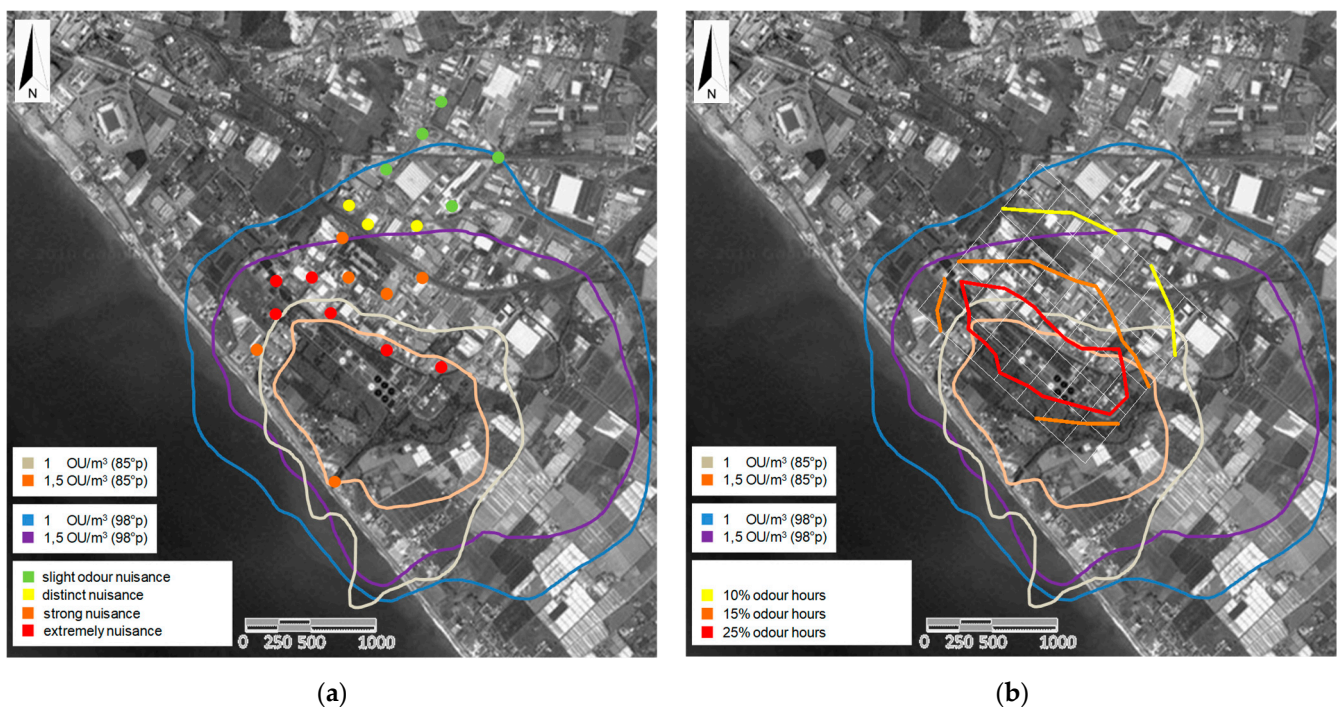 N
1 OU/m³ (85°p)
1,5 OU/m³ (85°p)
1 OU/m³ (98°p)
1,5 OU/m³ (98°p)
slight odour nuisance
distinct nuisance
strong nuisance
extremely nuisance
0 250 500 1000
(a)
N
1 OU/m³ (85°p)
1,5 OU/m³ (85°p)
1 OU/m³ (98°p)
1,5 OU/m³ (98°p)
10% odour hours
15% odour hours
25% odour hours
0 250 500 1000
(b)